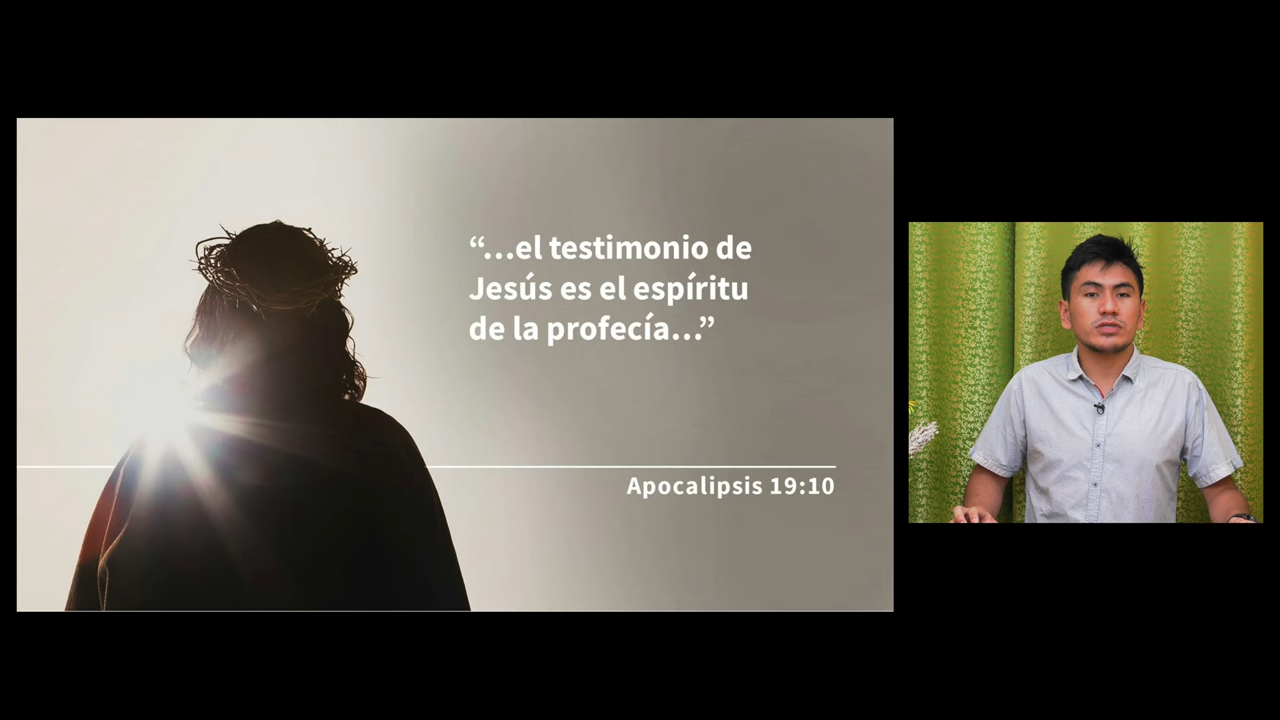 “...el testimonio de
Jesús es el espíritu
de la profecía...”
Apocalipsis 19:10